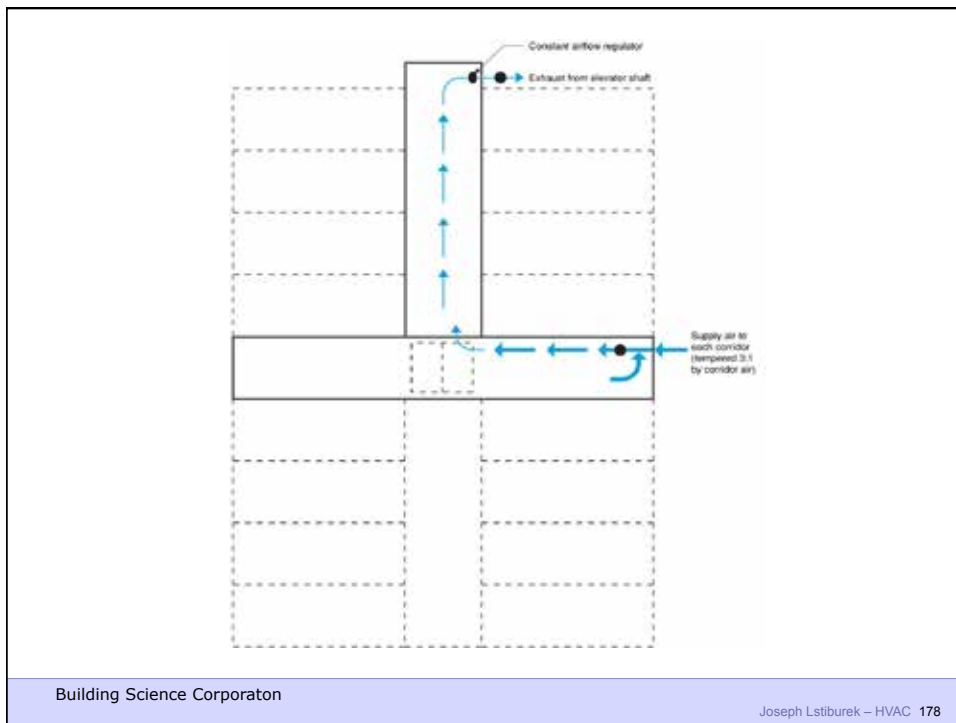 Constant airflow regulator
Exhaust from elevator shaft
Supply air to
each corridor
(tempered 3:1
by corridor air)
Building Science Corporaton
Joseph Lstiburek – HVAC 178